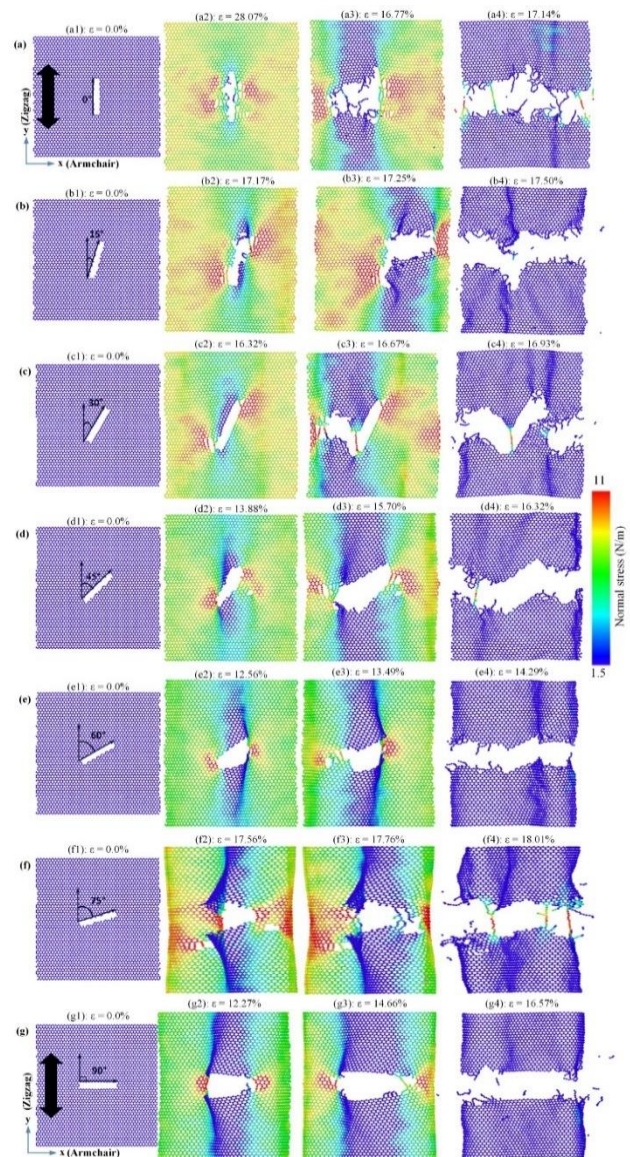 (a) (a1): ε = 0.0% (a2): ε = 28.07% (a3): ε = 16.77% (a4): ε = 17.14%
0°
y (Zigzag)
x (Armchair)
(b) (b1): ε = 0.0% (b2): ε = 17.17% (b3): ε = 17.25% (b4): ε = 17.50%
15°
(c) (c1): ε = 0.0% (c2): ε = 16.32% (c3): ε = 16.67% (c4): ε = 16.93%
30°
(d) (d1): ε = 0.0% (d2): ε = 13.88% (d3): ε = 15.70% (d4): ε = 16.32%
45°
11
Normal stress (N/m)
1.5
(e) (e1): ε = 0.0% (e2): ε = 12.56% (e3): ε = 13.49% (e4): ε = 14.29%
60°
(f) (f1): ε = 0.0% (f2): ε = 17.56% (f3): ε = 17.76% (f4): ε = 18.01%
75°
(g) (g1): ε = 0.0% (g2): ε = 12.27% (g3): ε = 14.66% (g4): ε = 16.57%
90°
y (Zigzag)
x (Armchair)